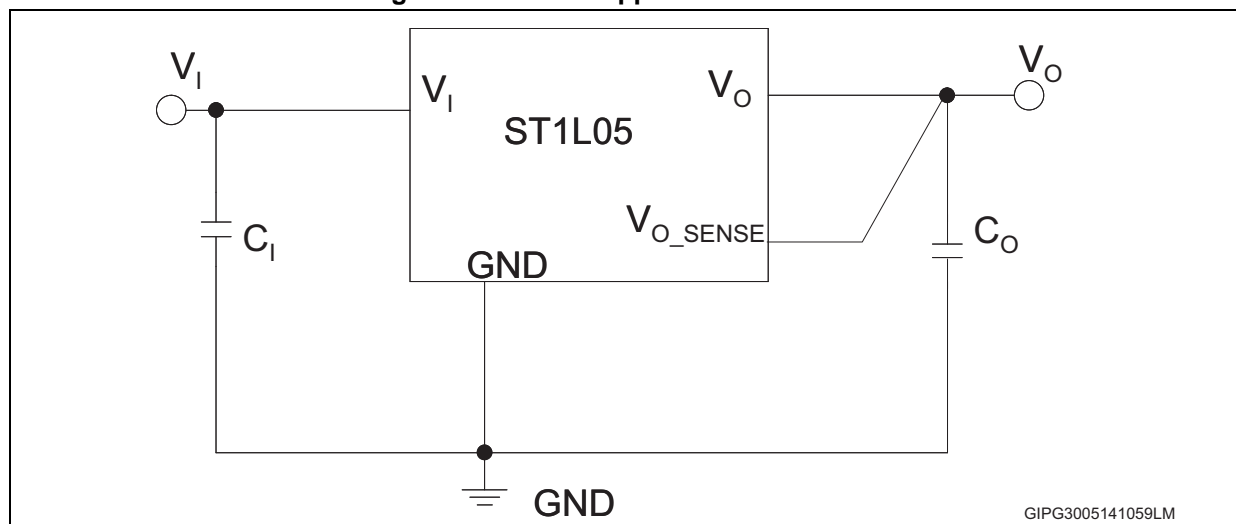 V_I
V_I
V_O
V_O
ST1L05
V_O_SENSE
C_I
C_O
GND
GND
GIPG3005141059LM